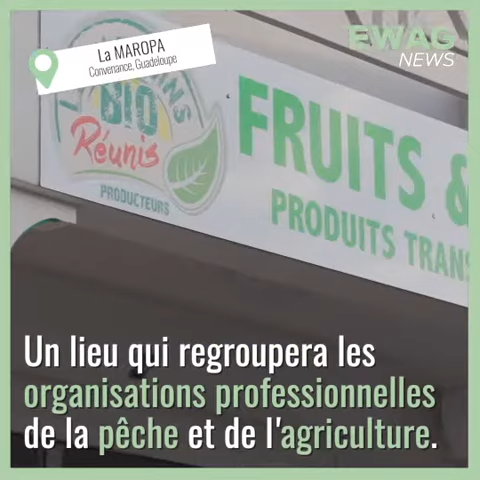 La MAROPA
Convenance, Guadeloupe
EWAG
NEWS
BIO
Réunis
PRODUCTEURS
FRUITS &
PRODUITS TRANS
Un lieu qui regroupera les
organisations professionnelles
de la pêche et de l'agriculture.